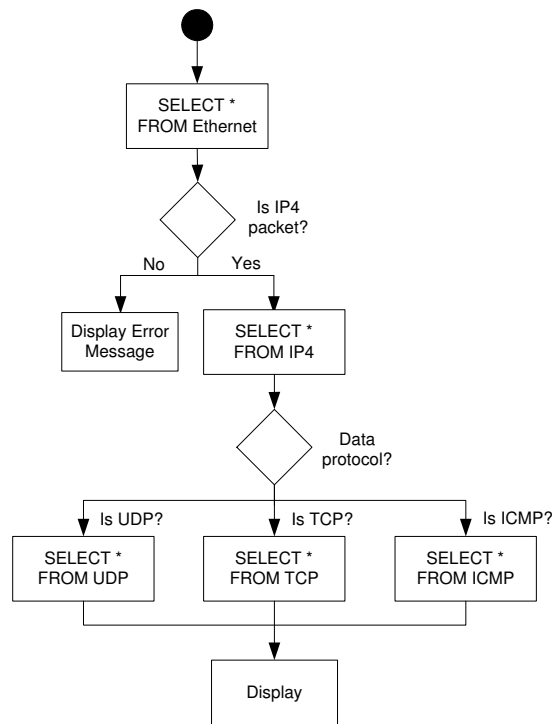 SELECT *
FROM Ethernet
Is IP4
packet?
No
Yes
Display Error
Message
SELECT *
FROM IP4
Data
protocol?
Is UDP?
Is TCP?
Is ICMP?
SELECT *
FROM UDP
SELECT *
FROM TCP
SELECT *
FROM ICMP
Display